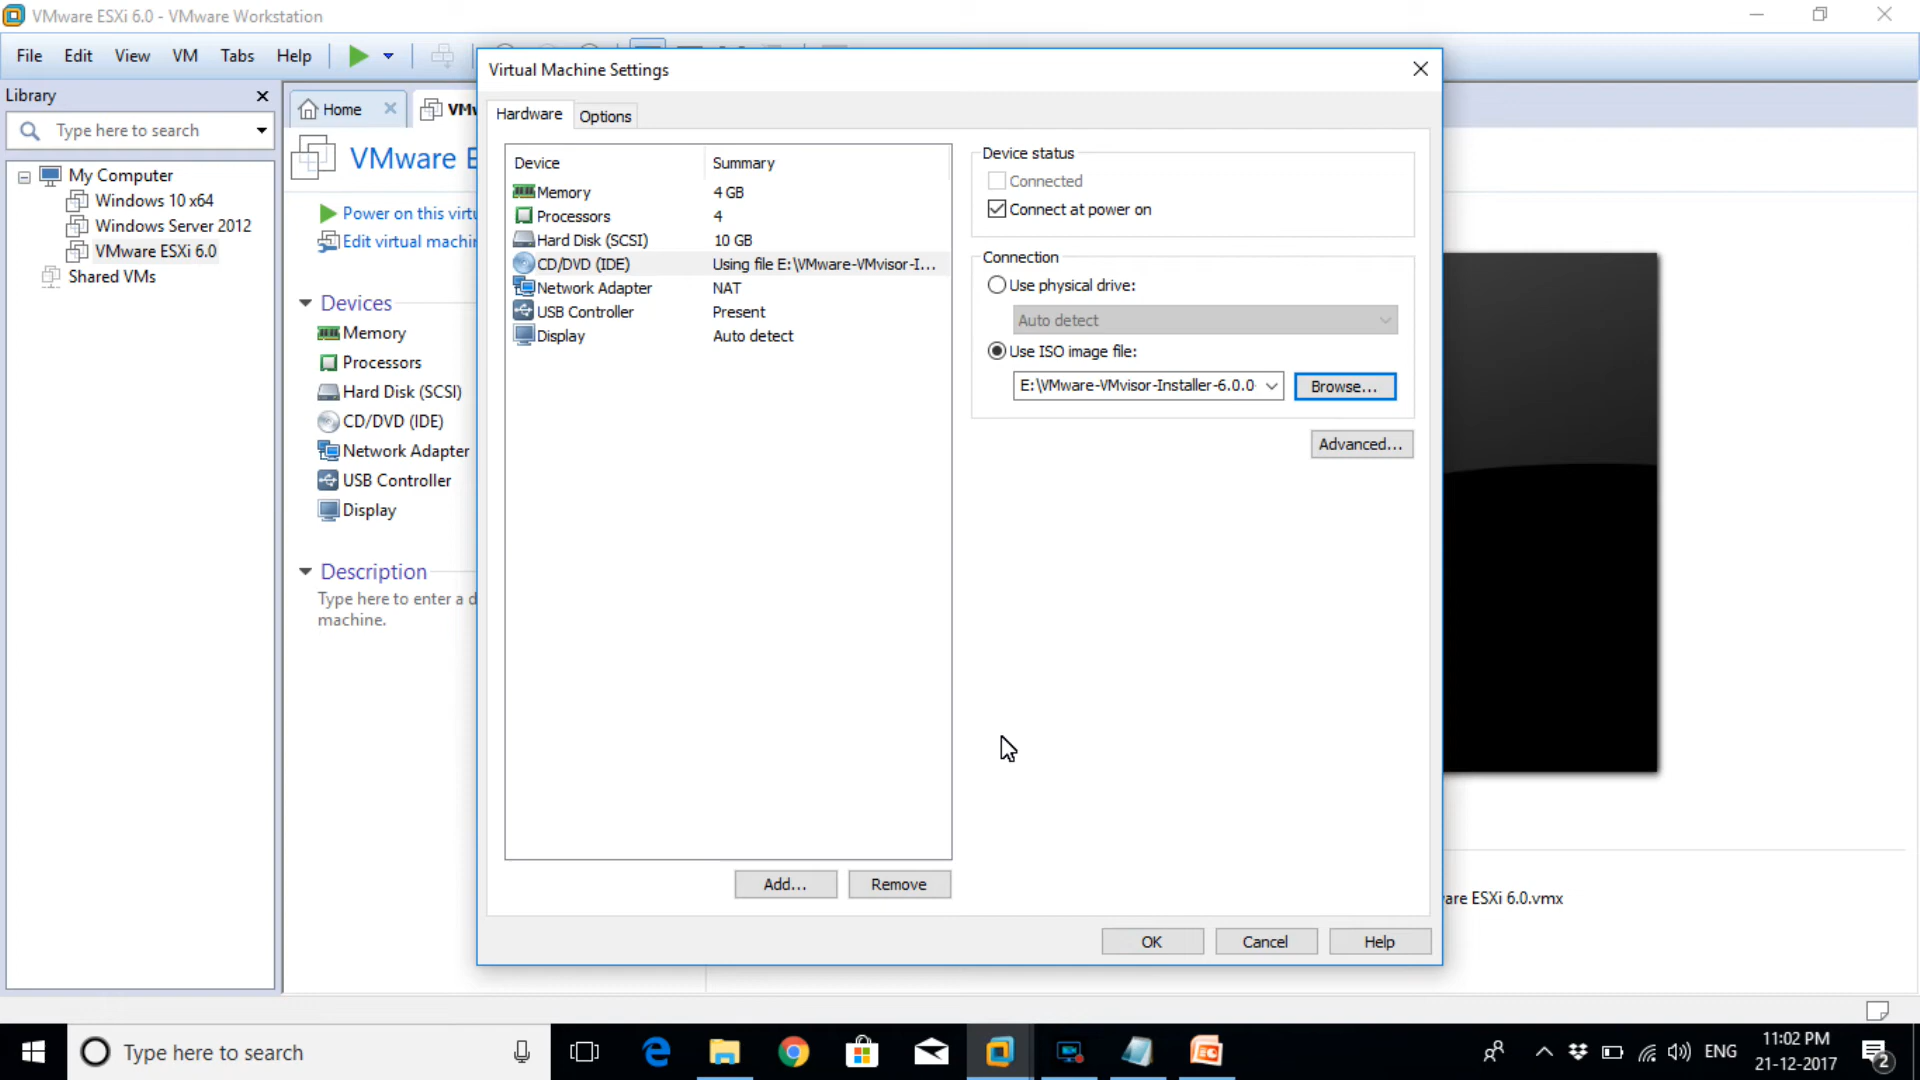 VMware ESXi 6.0 - VMware Workstation
File Edit View VM Tabs Help
Library
Type here to search
My Computer
Windows 10 x64
Windows Server 2012
VMware ESXi 6.0
Shared VMs
Home
VMw
VMware E
Power on this virtu
Edit virtual machin
Devices
Memory
Processors
Hard Disk (SCSI)
CD/DVD (IDE)
Network Adapter
USB Controller
Display
Description
Type here to enter a d
machine.
Virtual Machine Settings
Hardware Options
Device Summary
Memory 4 GB
Processors 4
Hard Disk (SCSI) 10 GB
CD/DVD (IDE) Using file E:\VMware-VMvisor-I...
Network Adapter NAT
USB Controller Present
Display Auto detect
Add... Remove
Device status
Connected
Connect at power on
Connection
Use physical drive:
Auto detect
Use ISO image file:
E:\VMware-VMvisor-Installer-6.0.0 Browse...
Advanced...
OK Cancel Help
are ESXi 6.0.vmx
Type here to search
ENG
11:02 PM
21-12-2017
2